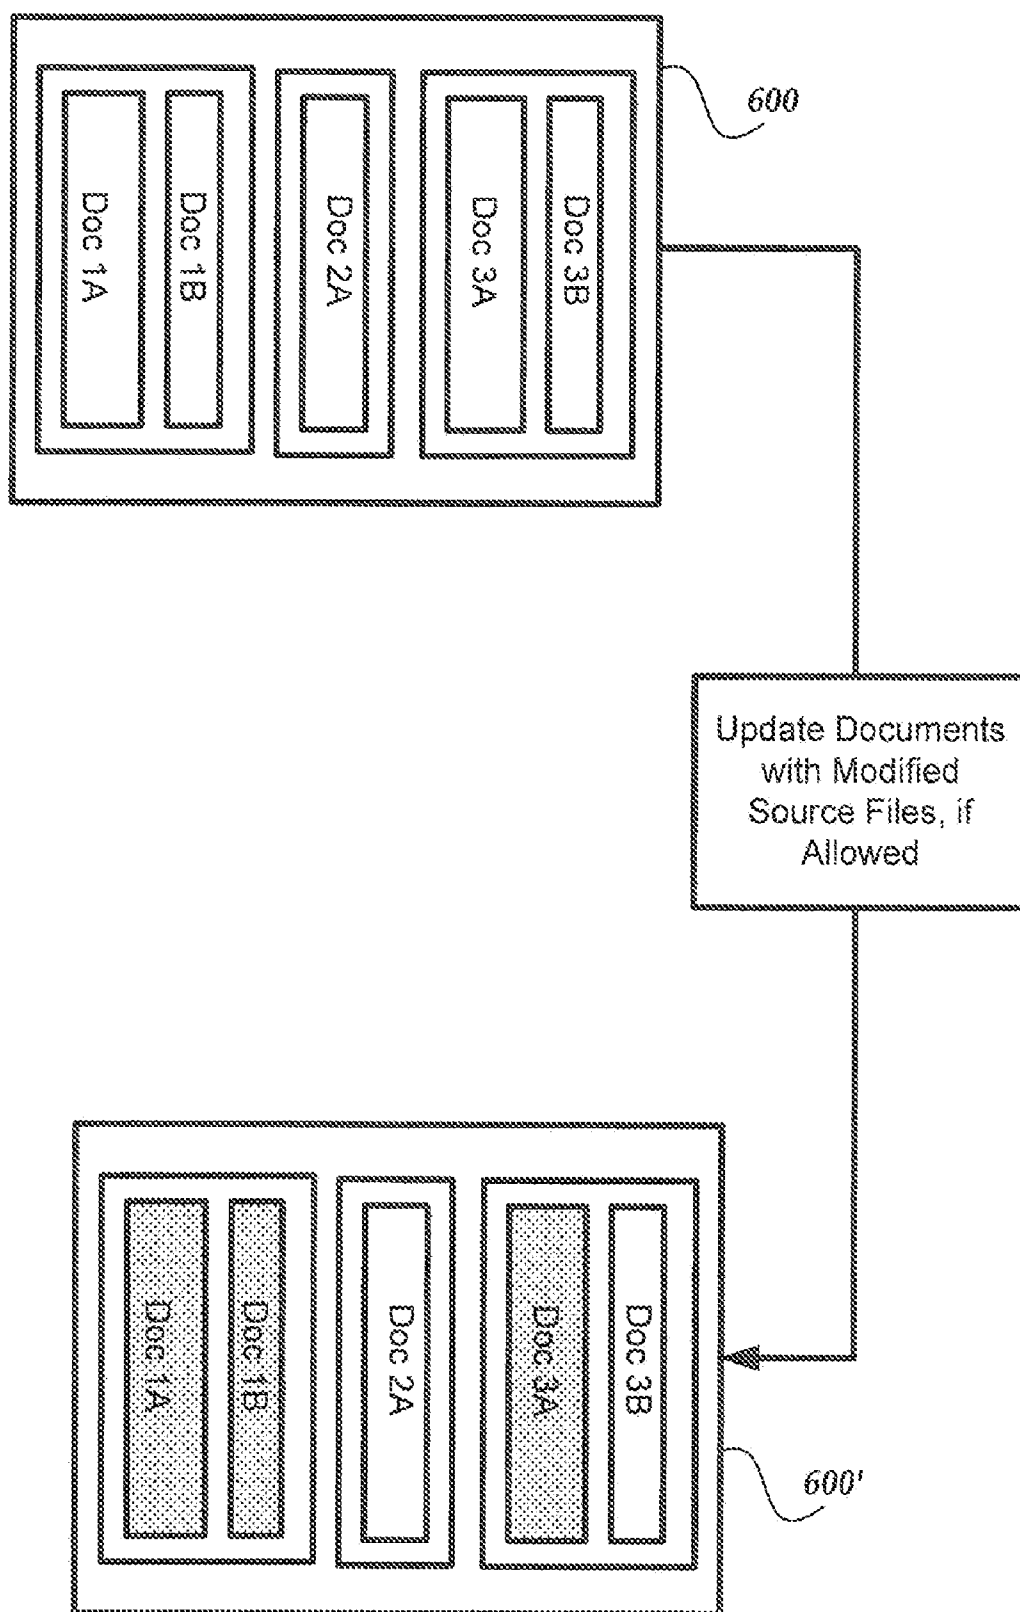 600
Doc 1A
Doc 1B
Doc 2A
Doc 3A
Doc 3B
Update Documents
with Modified
Source Files, if
Allowed
Doc 1A
Doc 1B
Doc 2A
Doc 3A
Doc 3B
600'